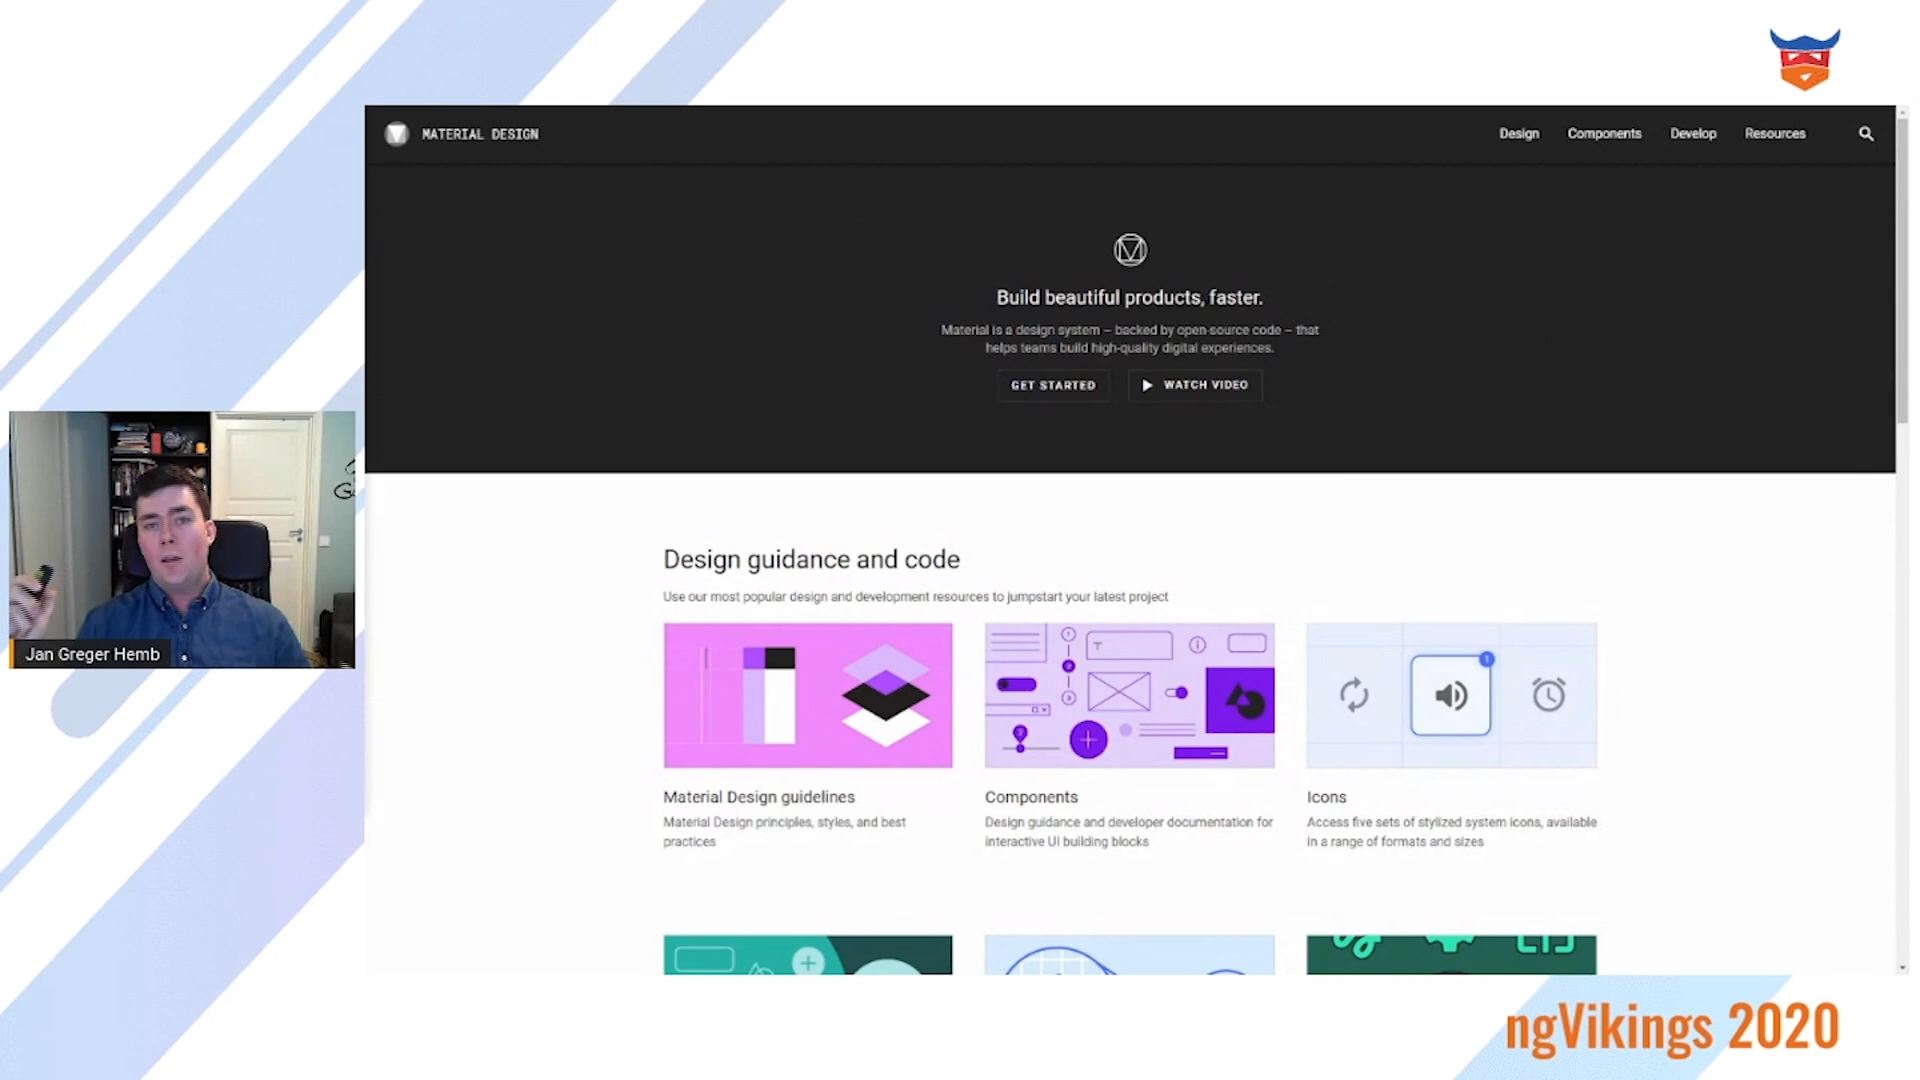 MATERIAL DESIGN
Design
Components
Develop
Resources
Build beautiful products, faster.
Material is a design system – backed by open-source code – that
helps teams build high-quality digital experiences.
GET STARTED
WATCH VIDEO
Jan Greger Hemb
Design guidance and code
Use our most popular design and development resources to jumpstart your latest project
Material Design guidelines
Material Design principles, styles, and best
practices
Components
Design guidance and developer documentation for
interactive UI building blocks
Icons
Access five sets of stylized system icons, available
in a range of formats and sizes
ngVikings 2020